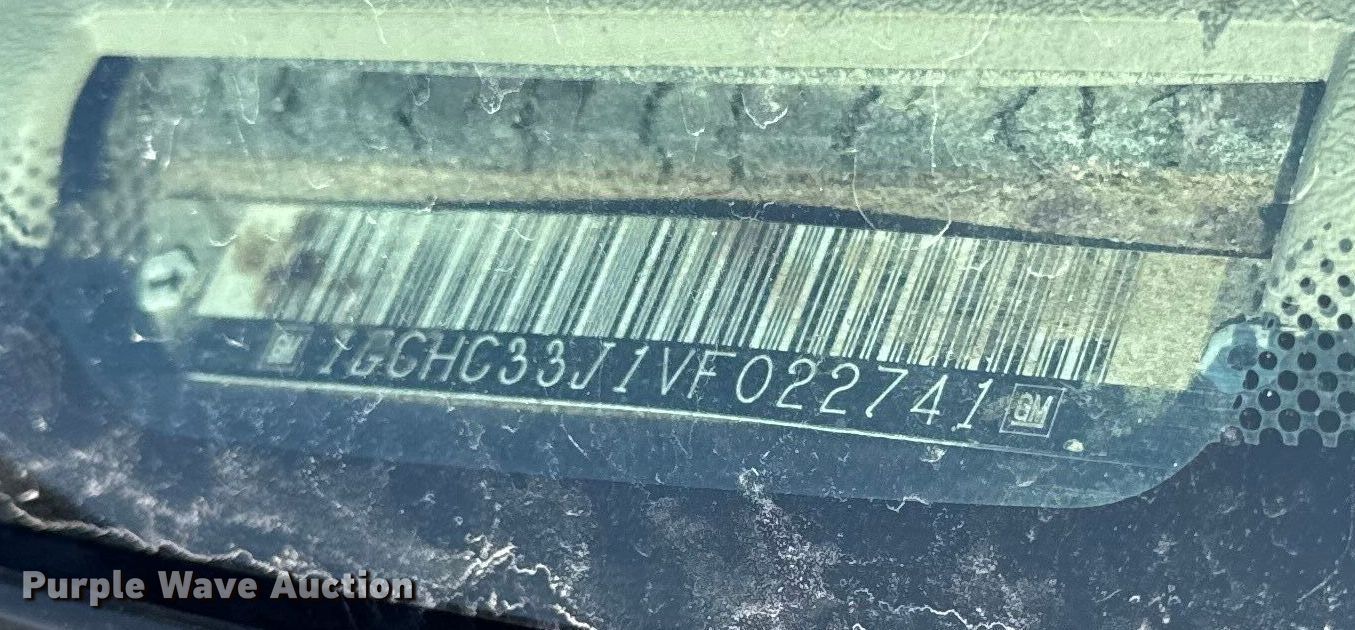 GM 1GCHC33J1VF022741 GM
Purple Wave Auction